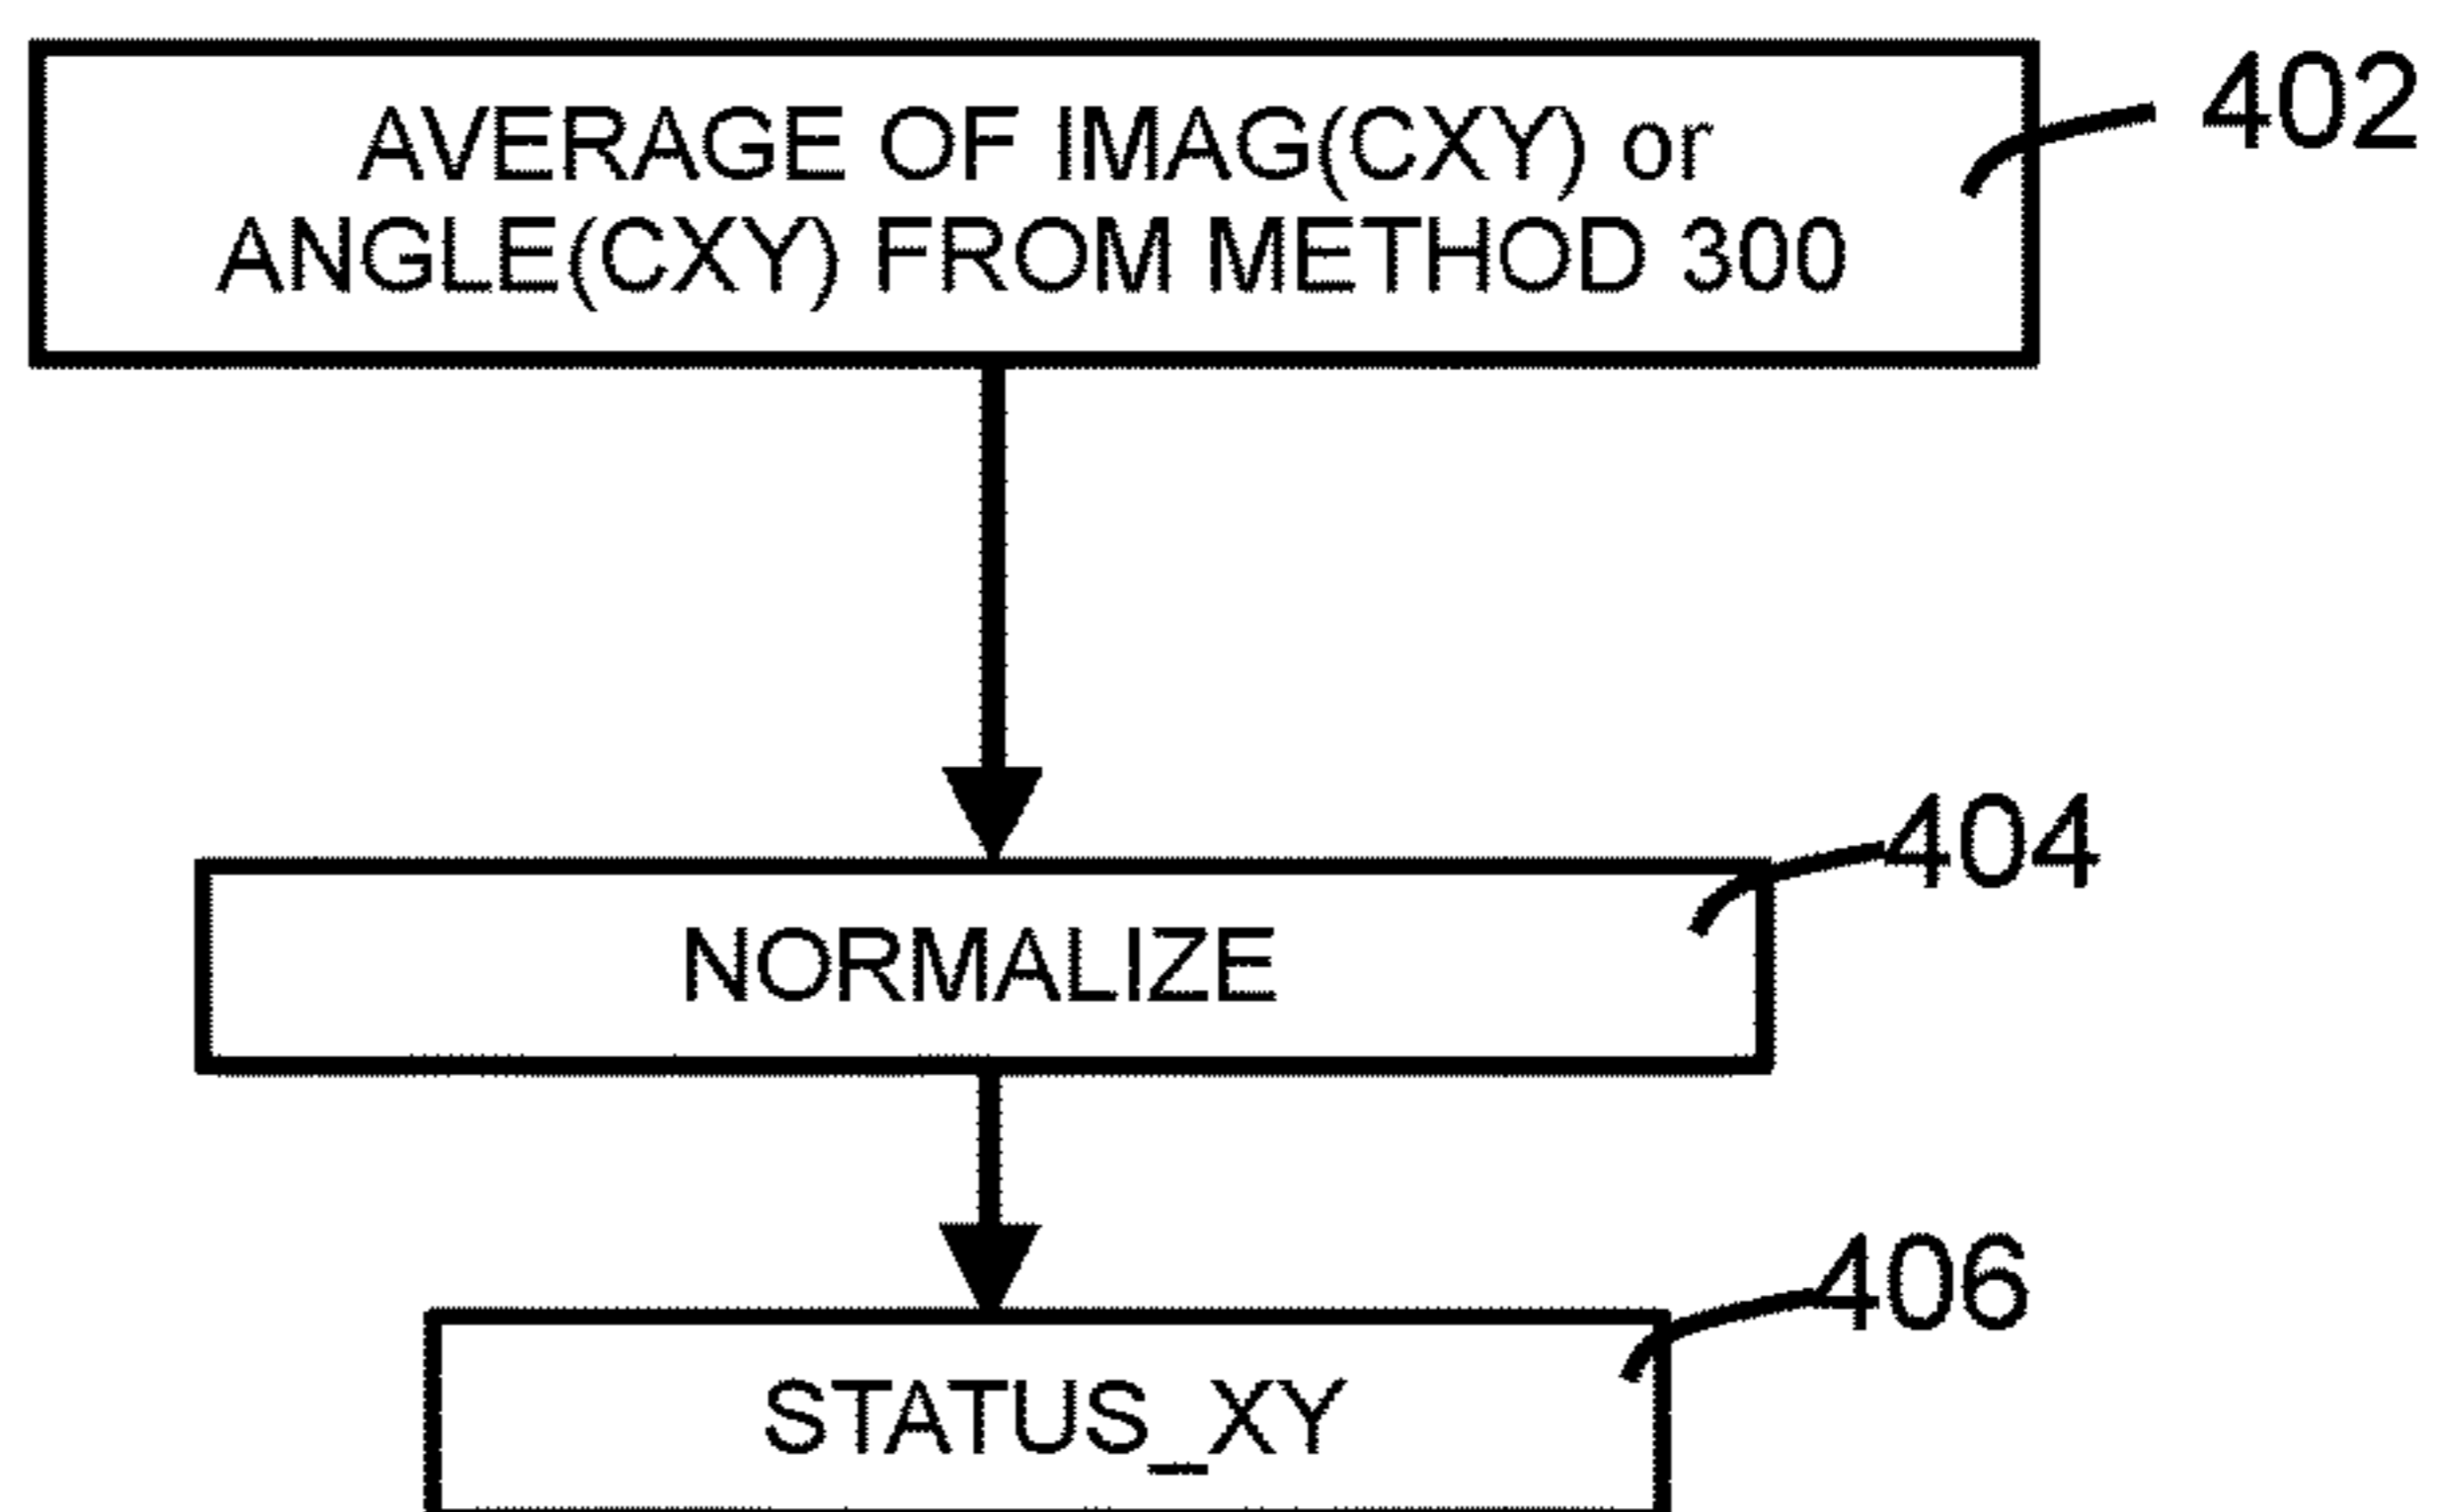 AVERAGE OF IMAG(CXY) or
ANGLE(CXY) FROM METHOD 300
402
NORMALIZE
404
STATUS_XY
406